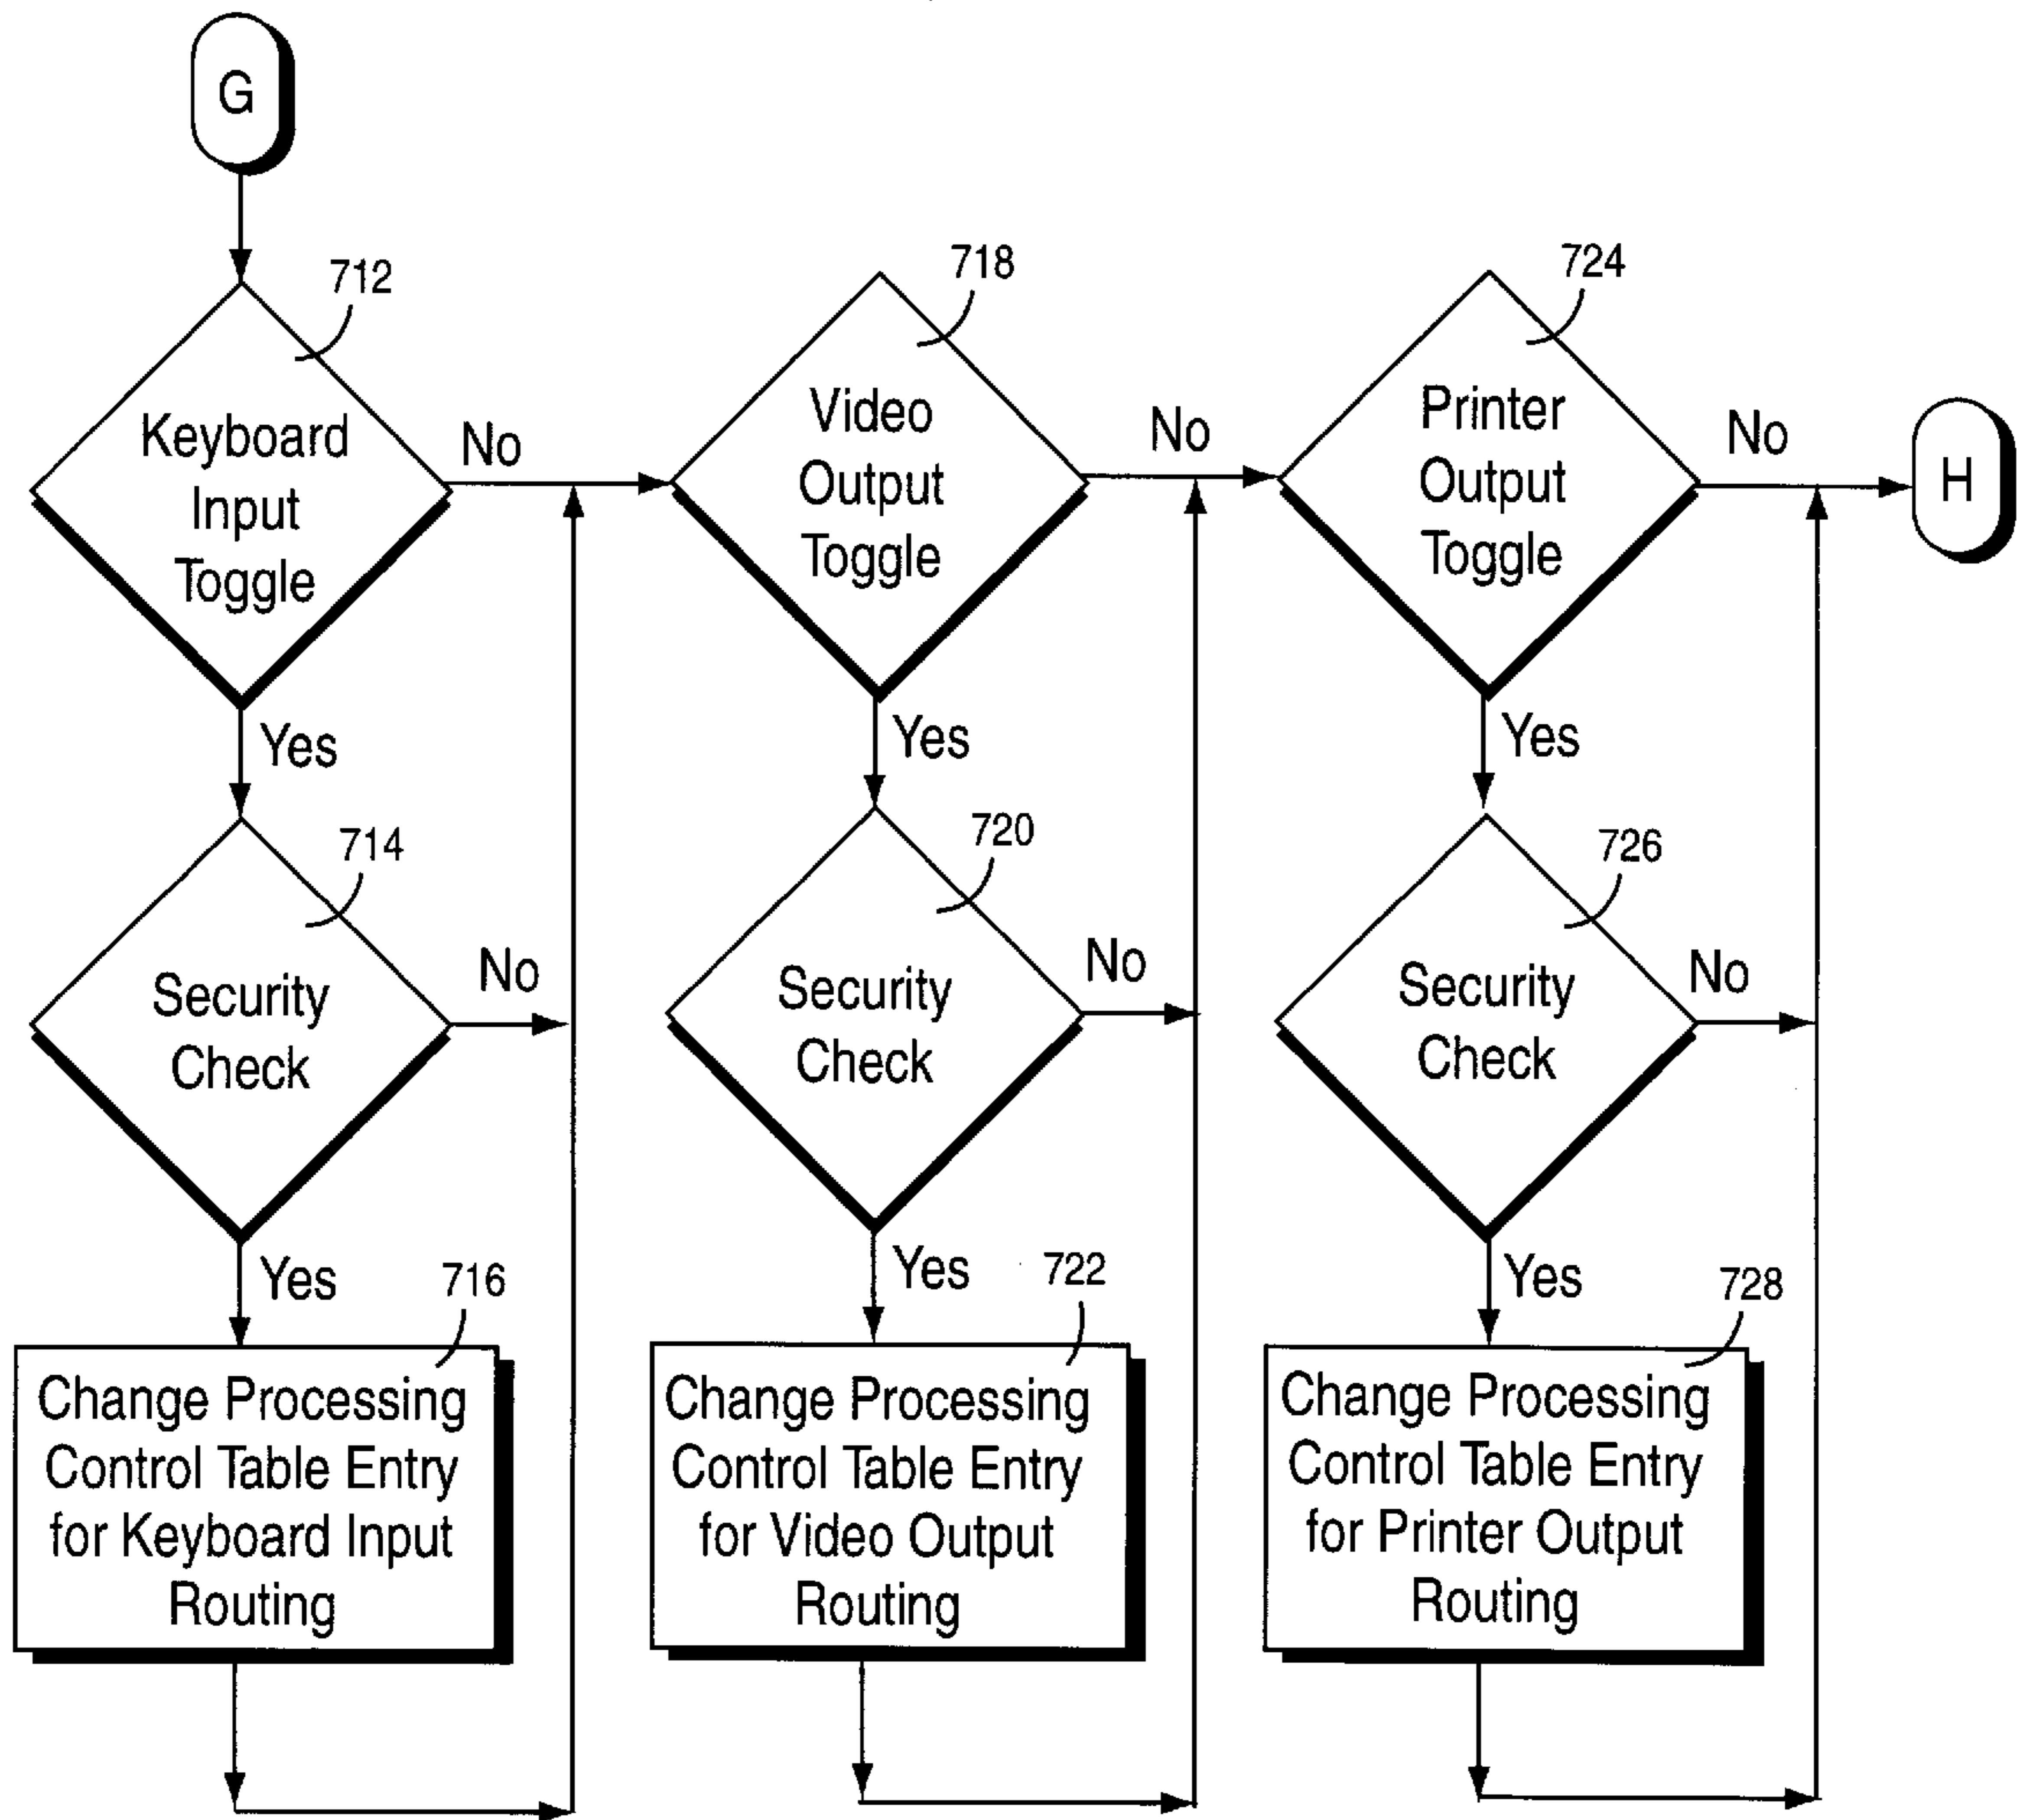 G
712
Keyboard
Input
Toggle
No
Yes
714
Security
Check
No
Yes
716
Change Processing
Control Table Entry
for Keyboard Input
Routing
718
Video
Output
Toggle
No
Yes
720
Security
Check
No
Yes
722
Change Processing
Control Table Entry
for Video Output
Routing
724
Printer
Output
Toggle
No
Yes
726
Security
Check
No
Yes
728
Change Processing
Control Table Entry
for Printer Output
Routing
H